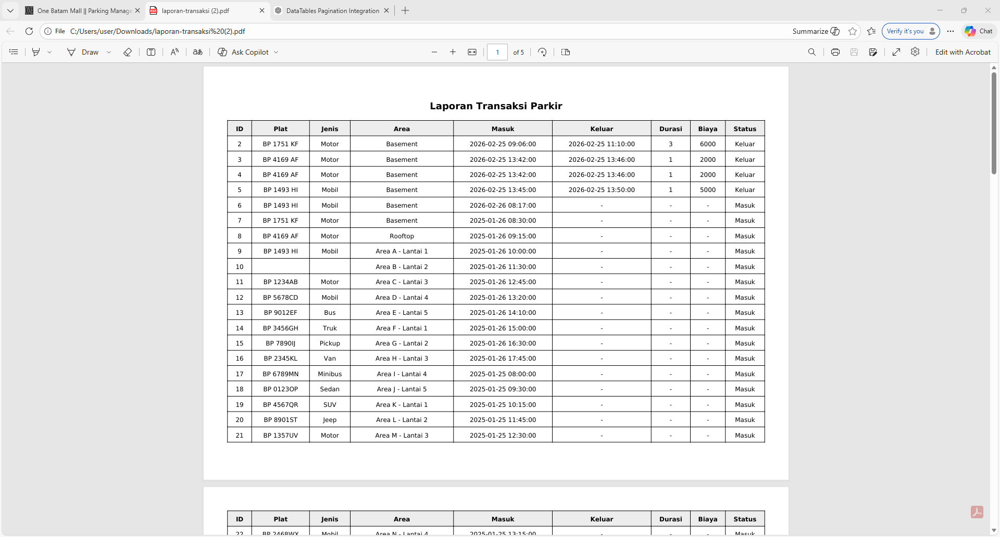 One Batam Mall || Parking Manage
laporan-transaksi (2).pdf
DataTables Pagination Integration
File C:/Users/user/Downloads/laporan-transaksi%20(2).pdf
Summarize
Verify it's you
Chat
Draw
Ask Copilot
1 of 5
Edit with Acrobat
Laporan Transaksi Parkir
ID Plat Jenis Area Masuk Keluar Durasi Biaya Status
2 BP 1751 KF Motor Basement 2026-02-25 09:06:00 2026-02-25 11:10:00 3 6000 Keluar
3 BP 4169 AF Motor Basement 2026-02-25 13:42:00 2026-02-25 13:46:00 1 2000 Keluar
4 BP 4169 AF Motor Basement 2026-02-25 13:42:00 2026-02-25 13:46:00 1 2000 Keluar
5 BP 1493 HI Mobil Basement 2026-02-25 13:45:00 2026-02-25 13:50:00 1 5000 Keluar
6 BP 1493 HI Mobil Basement 2026-02-26 08:17:00 - - - Masuk
7 BP 1751 KF Motor Basement 2025-01-26 08:30:00 - - - Masuk
8 BP 4169 AF Motor Rooftop 2025-01-26 09:15:00 - - - Masuk
9 BP 1493 HI Mobil Area A - Lantai 1 2025-01-26 10:00:00 - - - Masuk
10 Area B - Lantai 2 2025-01-26 11:30:00 - - - Masuk
11 BP 1234AB Motor Area C - Lantai 3 2025-01-26 12:45:00 - - - Masuk
12 BP 5678CD Mobil Area D - Lantai 4 2025-01-26 13:20:00 - - - Masuk
13 BP 9012EF Bus Area E - Lantai 5 2025-01-26 14:10:00 - - - Masuk
14 BP 3456GH Truk Area F - Lantai 1 2025-01-26 15:00:00 - - - Masuk
15 BP 7890IJ Pickup Area G - Lantai 2 2025-01-26 16:30:00 - - - Masuk
16 BP 2345KL Van Area H - Lantai 3 2025-01-26 17:45:00 - - - Masuk
17 BP 6789MN Minibus Area I - Lantai 4 2025-01-25 08:00:00 - - - Masuk
18 BP 0123OP Sedan Area J - Lantai 5 2025-01-25 09:30:00 - - - Masuk
19 BP 4567QR SUV Area K - Lantai 1 2025-01-25 10:15:00 - - - Masuk
20 BP 8901ST Jeep Area L - Lantai 2 2025-01-25 11:45:00 - - - Masuk
21 BP 1357UV Motor Area M - Lantai 3 2025-01-25 12:30:00 - - - Masuk
ID Plat Jenis Area Masuk Keluar Durasi Biaya Status
22 BP 2468WX Mobil Area N - Lantai 4 2025-01-25 13:15:00 - - - Masuk